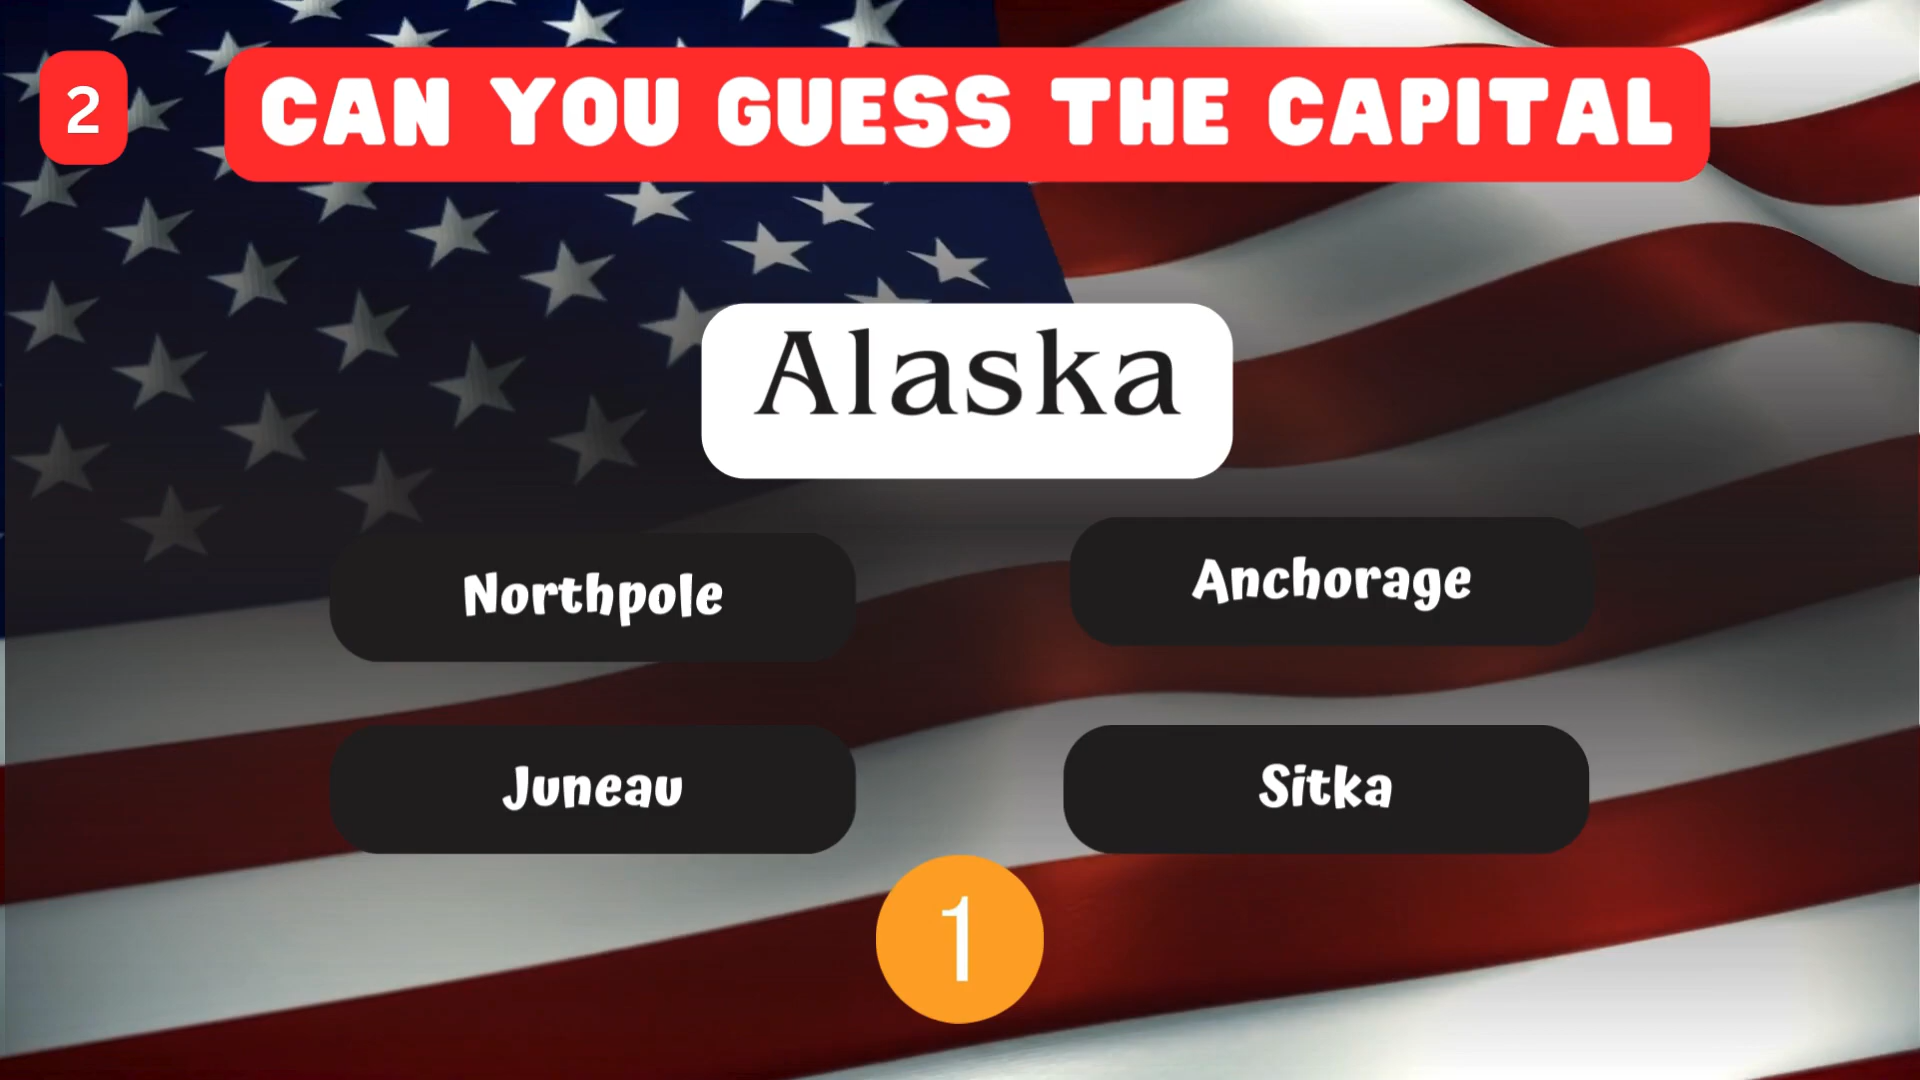 2
CAN YOU GUESS THE CAPITAL
Alaska
Northpole
Anchorage
Juneau
Sitka
1